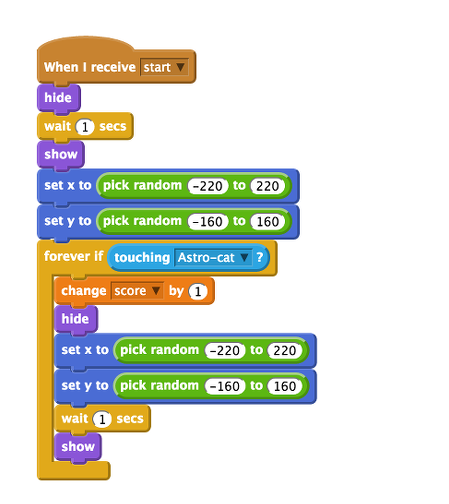 When I receive start
hide
wait 1 secs
show
set x to pick random -220 to 220
set y to pick random -160 to 160
forever if touching Astro-cat ?
change score by 1
hide
set x to pick random -220 to 220
set y to pick random -160 to 160
wait 1 secs
show